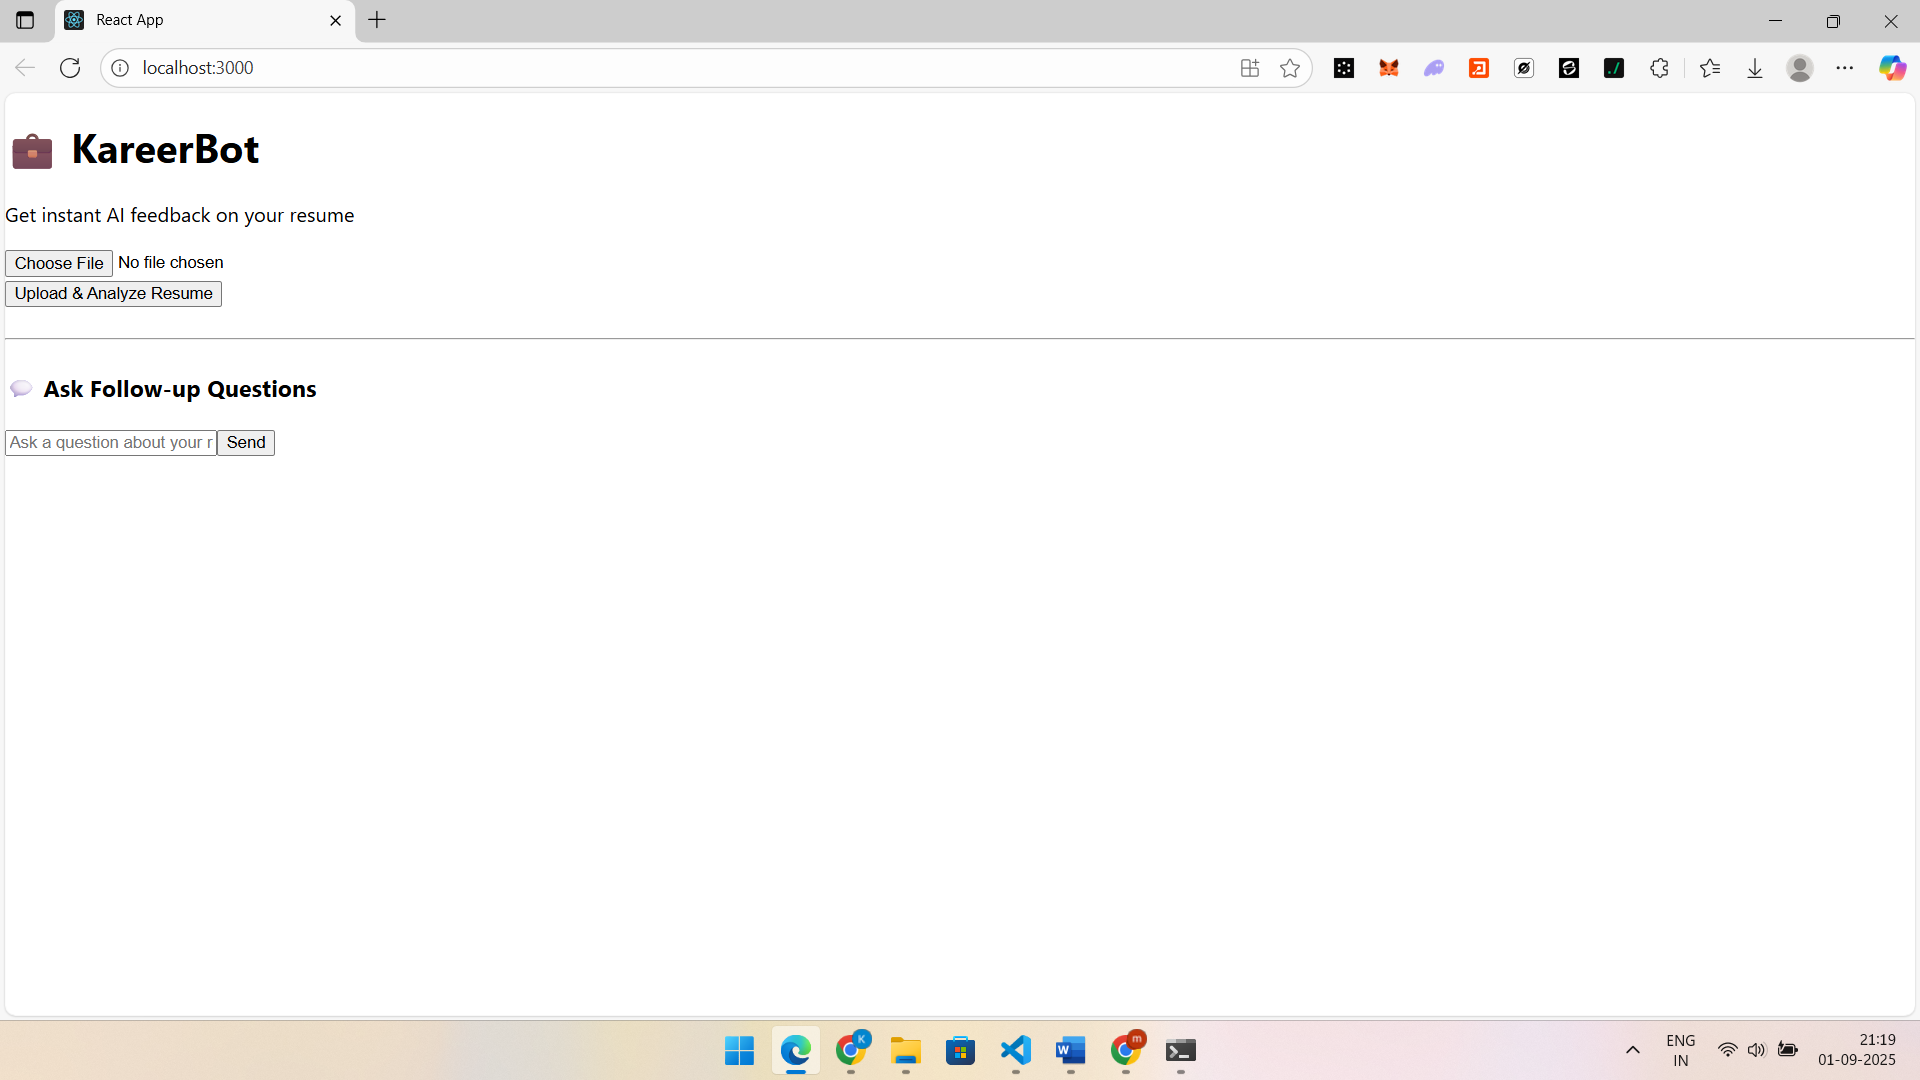 React App
localhost:3000
KareerBot
Get instant AI feedback on your resume
Choose File No file chosen
Upload & Analyze Resume
Ask Follow-up Questions
Ask a question about your r Send
K
W
m
ENG
IN
21:19
01-09-2025